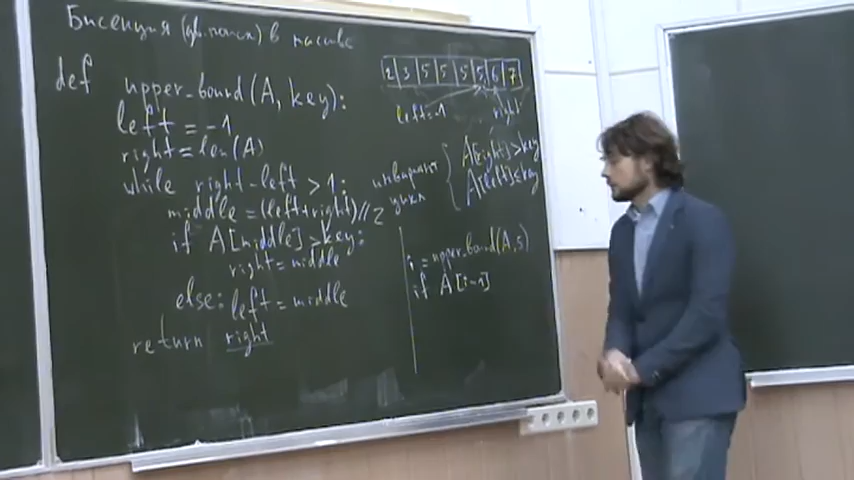 Бисекция (дв. поиск) в массиве
def upper_bound(A, key):
left = -1
right = len(A)
while right-left > 1:
middle = (left+right)//2
if A[middle] > key:
right = middle
else: left = middle
return right
2 3 5 5 5 5 6 7
left=-1 right
инвариант цикл
A[right]>key
A[left]≤key
i = upper_bound(A,5)
if A[i-1]